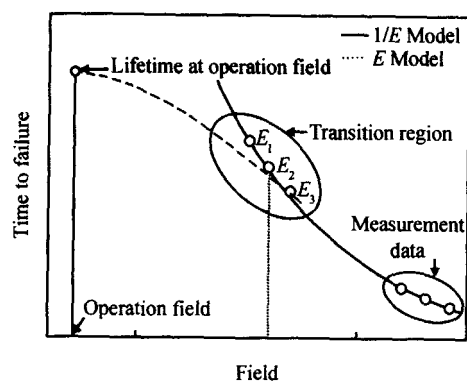 1/E Model
E Model
Lifetime at operation field
Transition region
E₁
E₂
E₃
Measurement
data
Operation field
Time to failure
Field